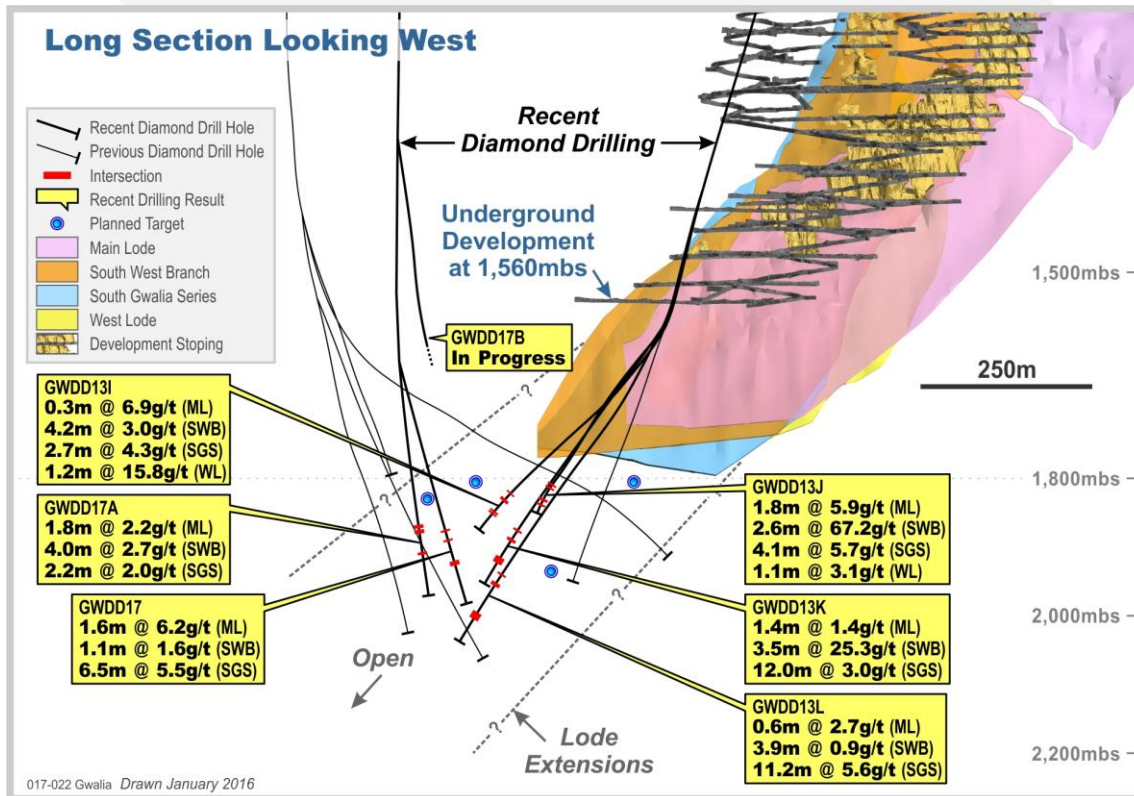 Long Section Looking West
Recent Diamond Drill Hole
Previous Diamond Drill Hole
Intersection
Recent Drilling Result
Planned Target
Main Lode
South West Branch
South Gwalia Series
West Lode
Development Stoping
Recent
Diamond Drilling
Underground
Development
at 1,560mbs
GWDD17B
In Progress
1,500mbs
250m
GWDD13I
0.3m @ 6.9g/t (ML)
4.2m @ 3.0g/t (SWB)
2.7m @ 4.3g/t (SGS)
1.2m @ 15.8g/t (WL)
GWDD17A
1.8m @ 2.2g/t (ML)
4.0m @ 2.7g/t (SWB)
2.2m @ 2.0g/t (SGS)
GWDD17
1.6m @ 6.2g/t (ML)
1.1m @ 1.6g/t (SWB)
6.5m @ 5.5g/t (SGS)
?
?
?
?
1,800mbs
GWDD13J
1.8m @ 5.9g/t (ML)
2.6m @ 67.2g/t (SWB)
4.1m @ 5.7g/t (SGS)
1.1m @ 3.1g/t (WL)
GWDD13K
1.4m @ 1.4g/t (ML)
3.5m @ 25.3g/t (SWB)
12.0m @ 3.0g/t (SGS)
2,000mbs
GWDD13L
0.6m @ 2.7g/t (ML)
3.9m @ 0.9g/t (SWB)
11.2m @ 5.6g/t (SGS)
Open
?
Lode
Extensions
2,200mbs
017-022 Gwalia Drawn January 2016